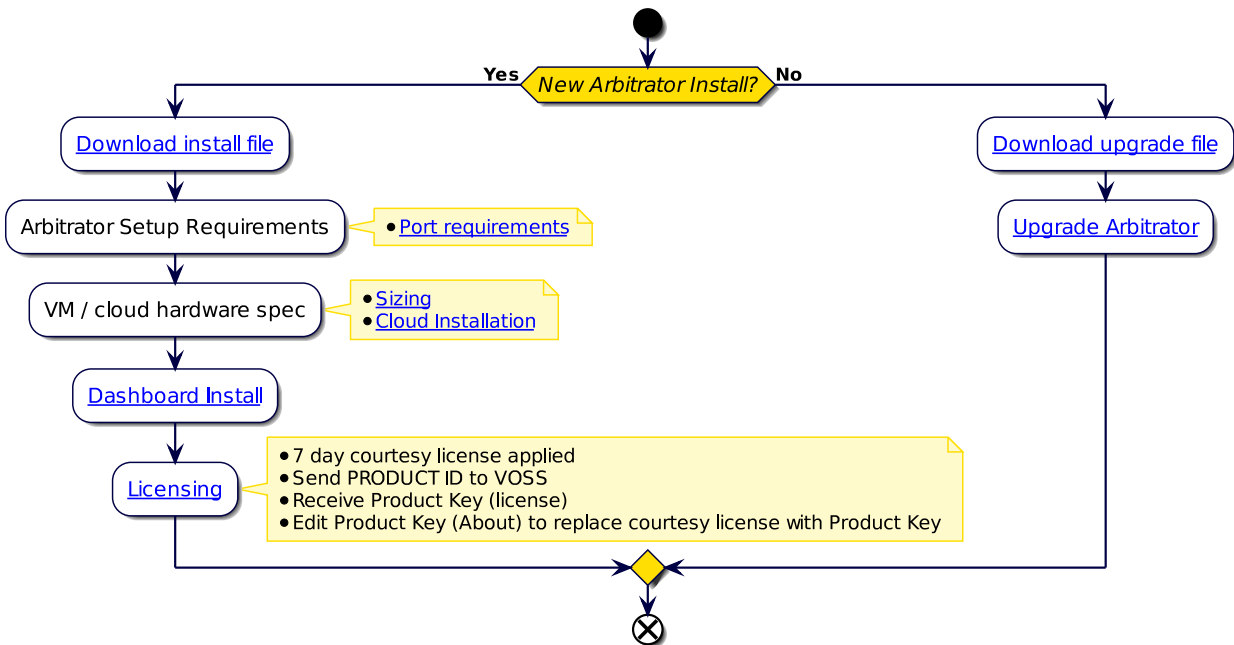 New Arbitrator Install?
Yes
No
Download install file
Download upgrade file
Arbitrator Setup Requirements
•Port requirements
Upgrade Arbitrator
VM / cloud hardware spec
•Sizing
•Cloud Installation
Dashboard Install
Licensing
•7 day courtesy license applied
•Send PRODUCT ID to VOSS
•Receive Product Key (license)
•Edit Product Key (About) to replace courtesy license with Product Key